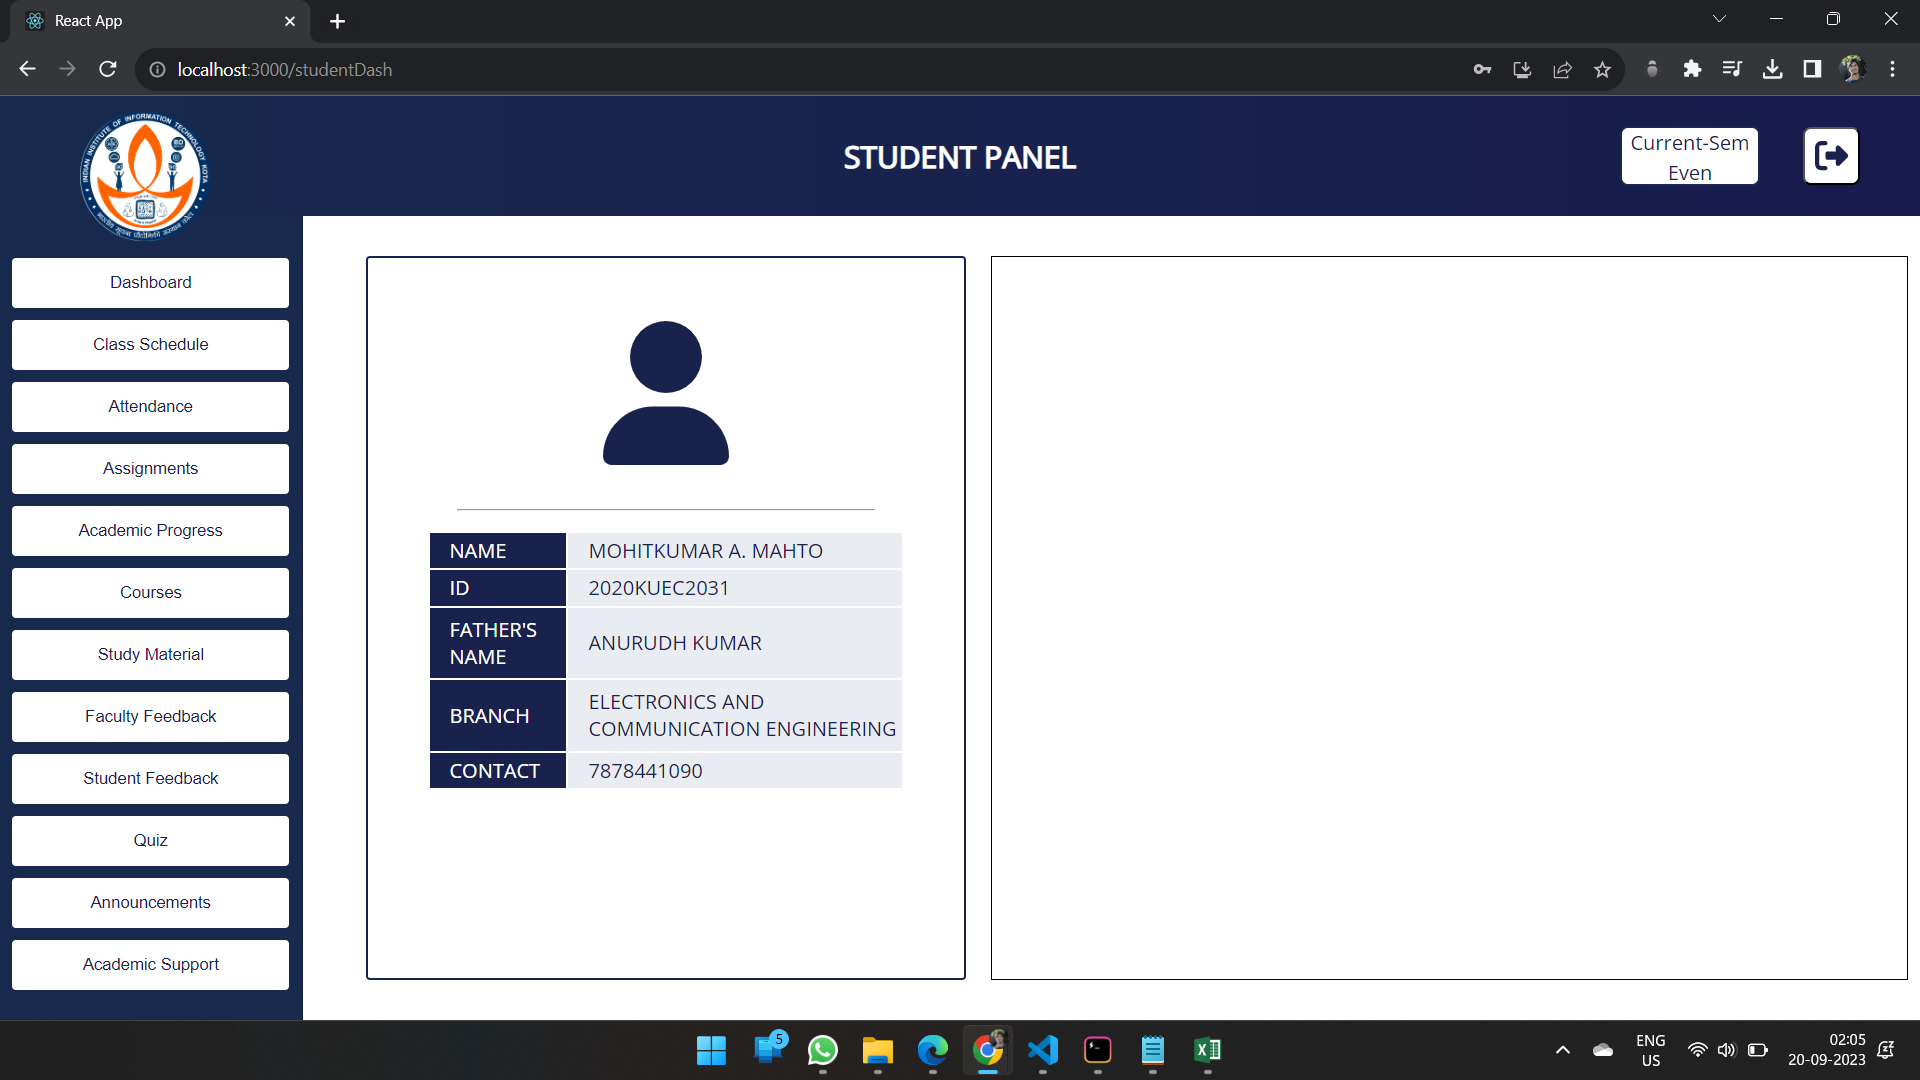 React App
localhost:3000/studentDash
INDIAN INSTITUTE OF INFORMATION TECHNOLOGY KOTA
STUDENT PANEL
Current-Sem
Even
Dashboard
Class Schedule
Attendance
Assignments
Academic Progress
Courses
Study Material
Faculty Feedback
Student Feedback
Quiz
Announcements
Academic Support
NAME MOHITKUMAR A. MAHTO
ID 2020KUEC2031
FATHER'S
NAME ANURUDH KUMAR
BRANCH ELECTRONICS AND
COMMUNICATION ENGINEERING
CONTACT 7878441090
5
ENG
US
02:05
20-09-2023